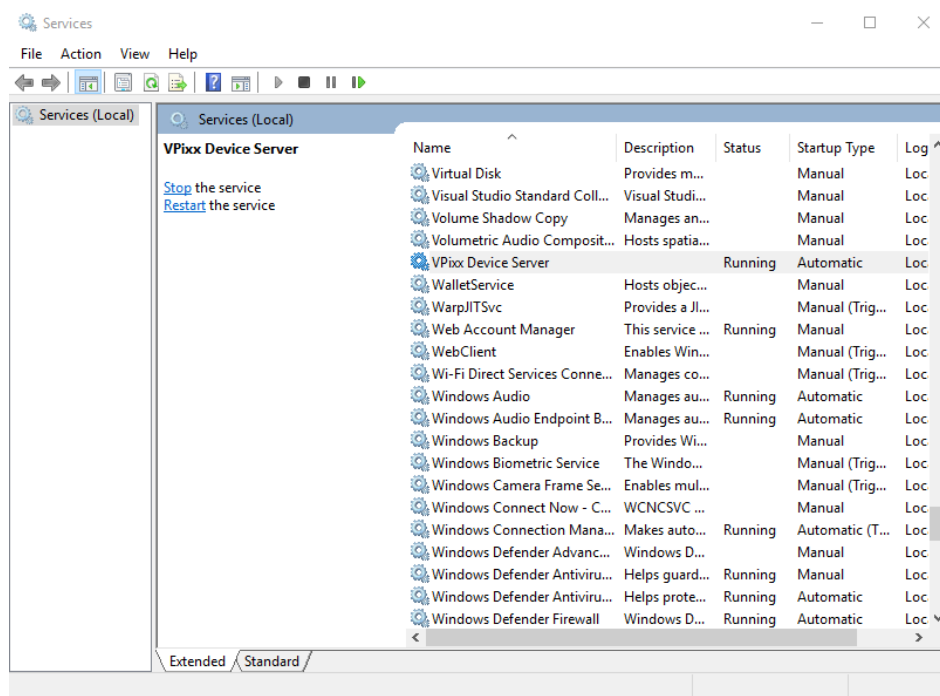 Services
File Action View Help
Services (Local)
Services (Local)
VPixx Device Server
Stop the service
Restart the service
Name Description Status Startup Type Log
Virtual Disk Provides m... Manual Loc
Visual Studio Standard Coll... Visual Studi... Manual Loc
Volume Shadow Copy Manages an... Manual Loc
Volumetric Audio Composit... Hosts spatia... Manual Loc
VPixx Device Server Running Automatic Loc
WalletService Hosts objec... Manual Loc
WarpJITSvc Provides a JI... Manual (Trig... Loc
Web Account Manager This service ... Running Manual Loc
WebClient Enables Win... Manual (Trig... Loc
Wi-Fi Direct Services Conne... Manages co... Manual (Trig... Loc
Windows Audio Manages au... Running Automatic Loc
Windows Audio Endpoint B... Manages au... Running Automatic Loc
Windows Backup Provides Wi... Manual Loc
Windows Biometric Service The Windo... Manual (Trig... Loc
Windows Camera Frame Se... Enables mul... Manual (Trig... Loc
Windows Connect Now - C... WCNCSVC ... Manual Loc
Windows Connection Mana... Makes auto... Running Automatic (T... Loc
Windows Defender Advanc... Windows D... Manual Loc
Windows Defender Antiviru... Helps guard... Running Manual Loc
Windows Defender Antiviru... Helps prote... Running Automatic Loc
Windows Defender Firewall Windows D... Running Automatic Loc
Extended Standard